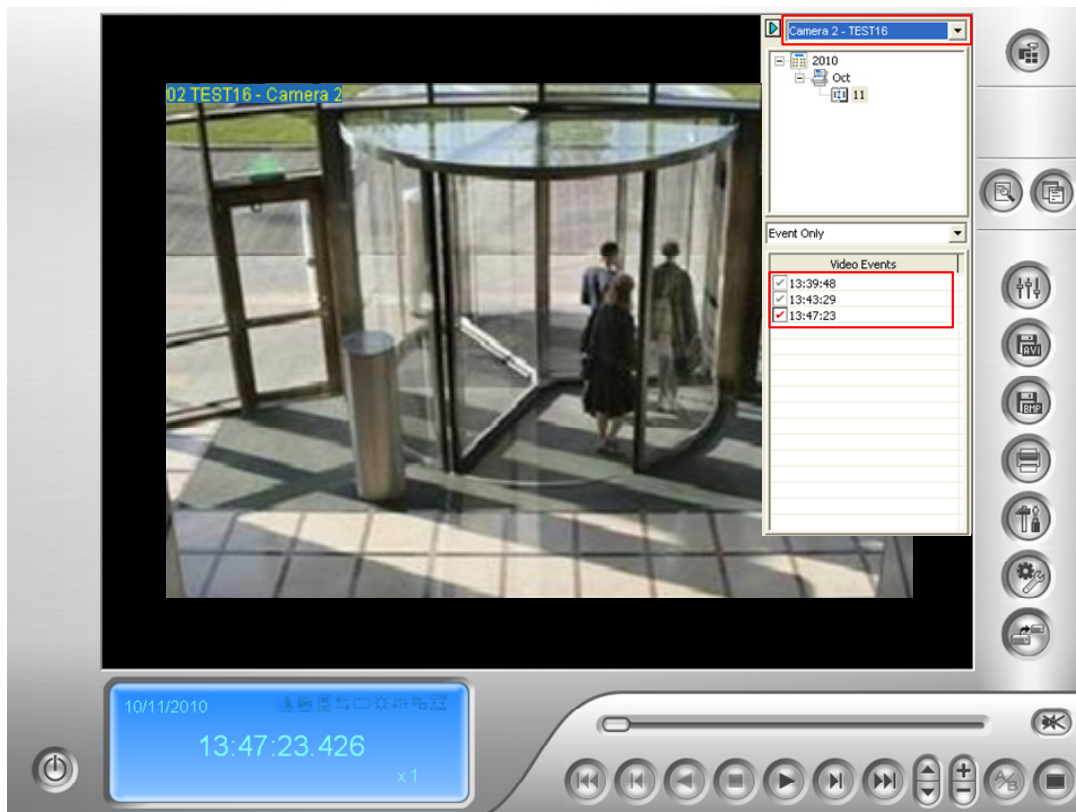 Camera 2 - TEST16
2010
Oct
11
02 TEST16 - Camera 2
Event Only
Video Events
13:39:48
13:43:29
13:47:23
AVI
BMP
10/11/2010
13:47:23.426
x 1
A/B